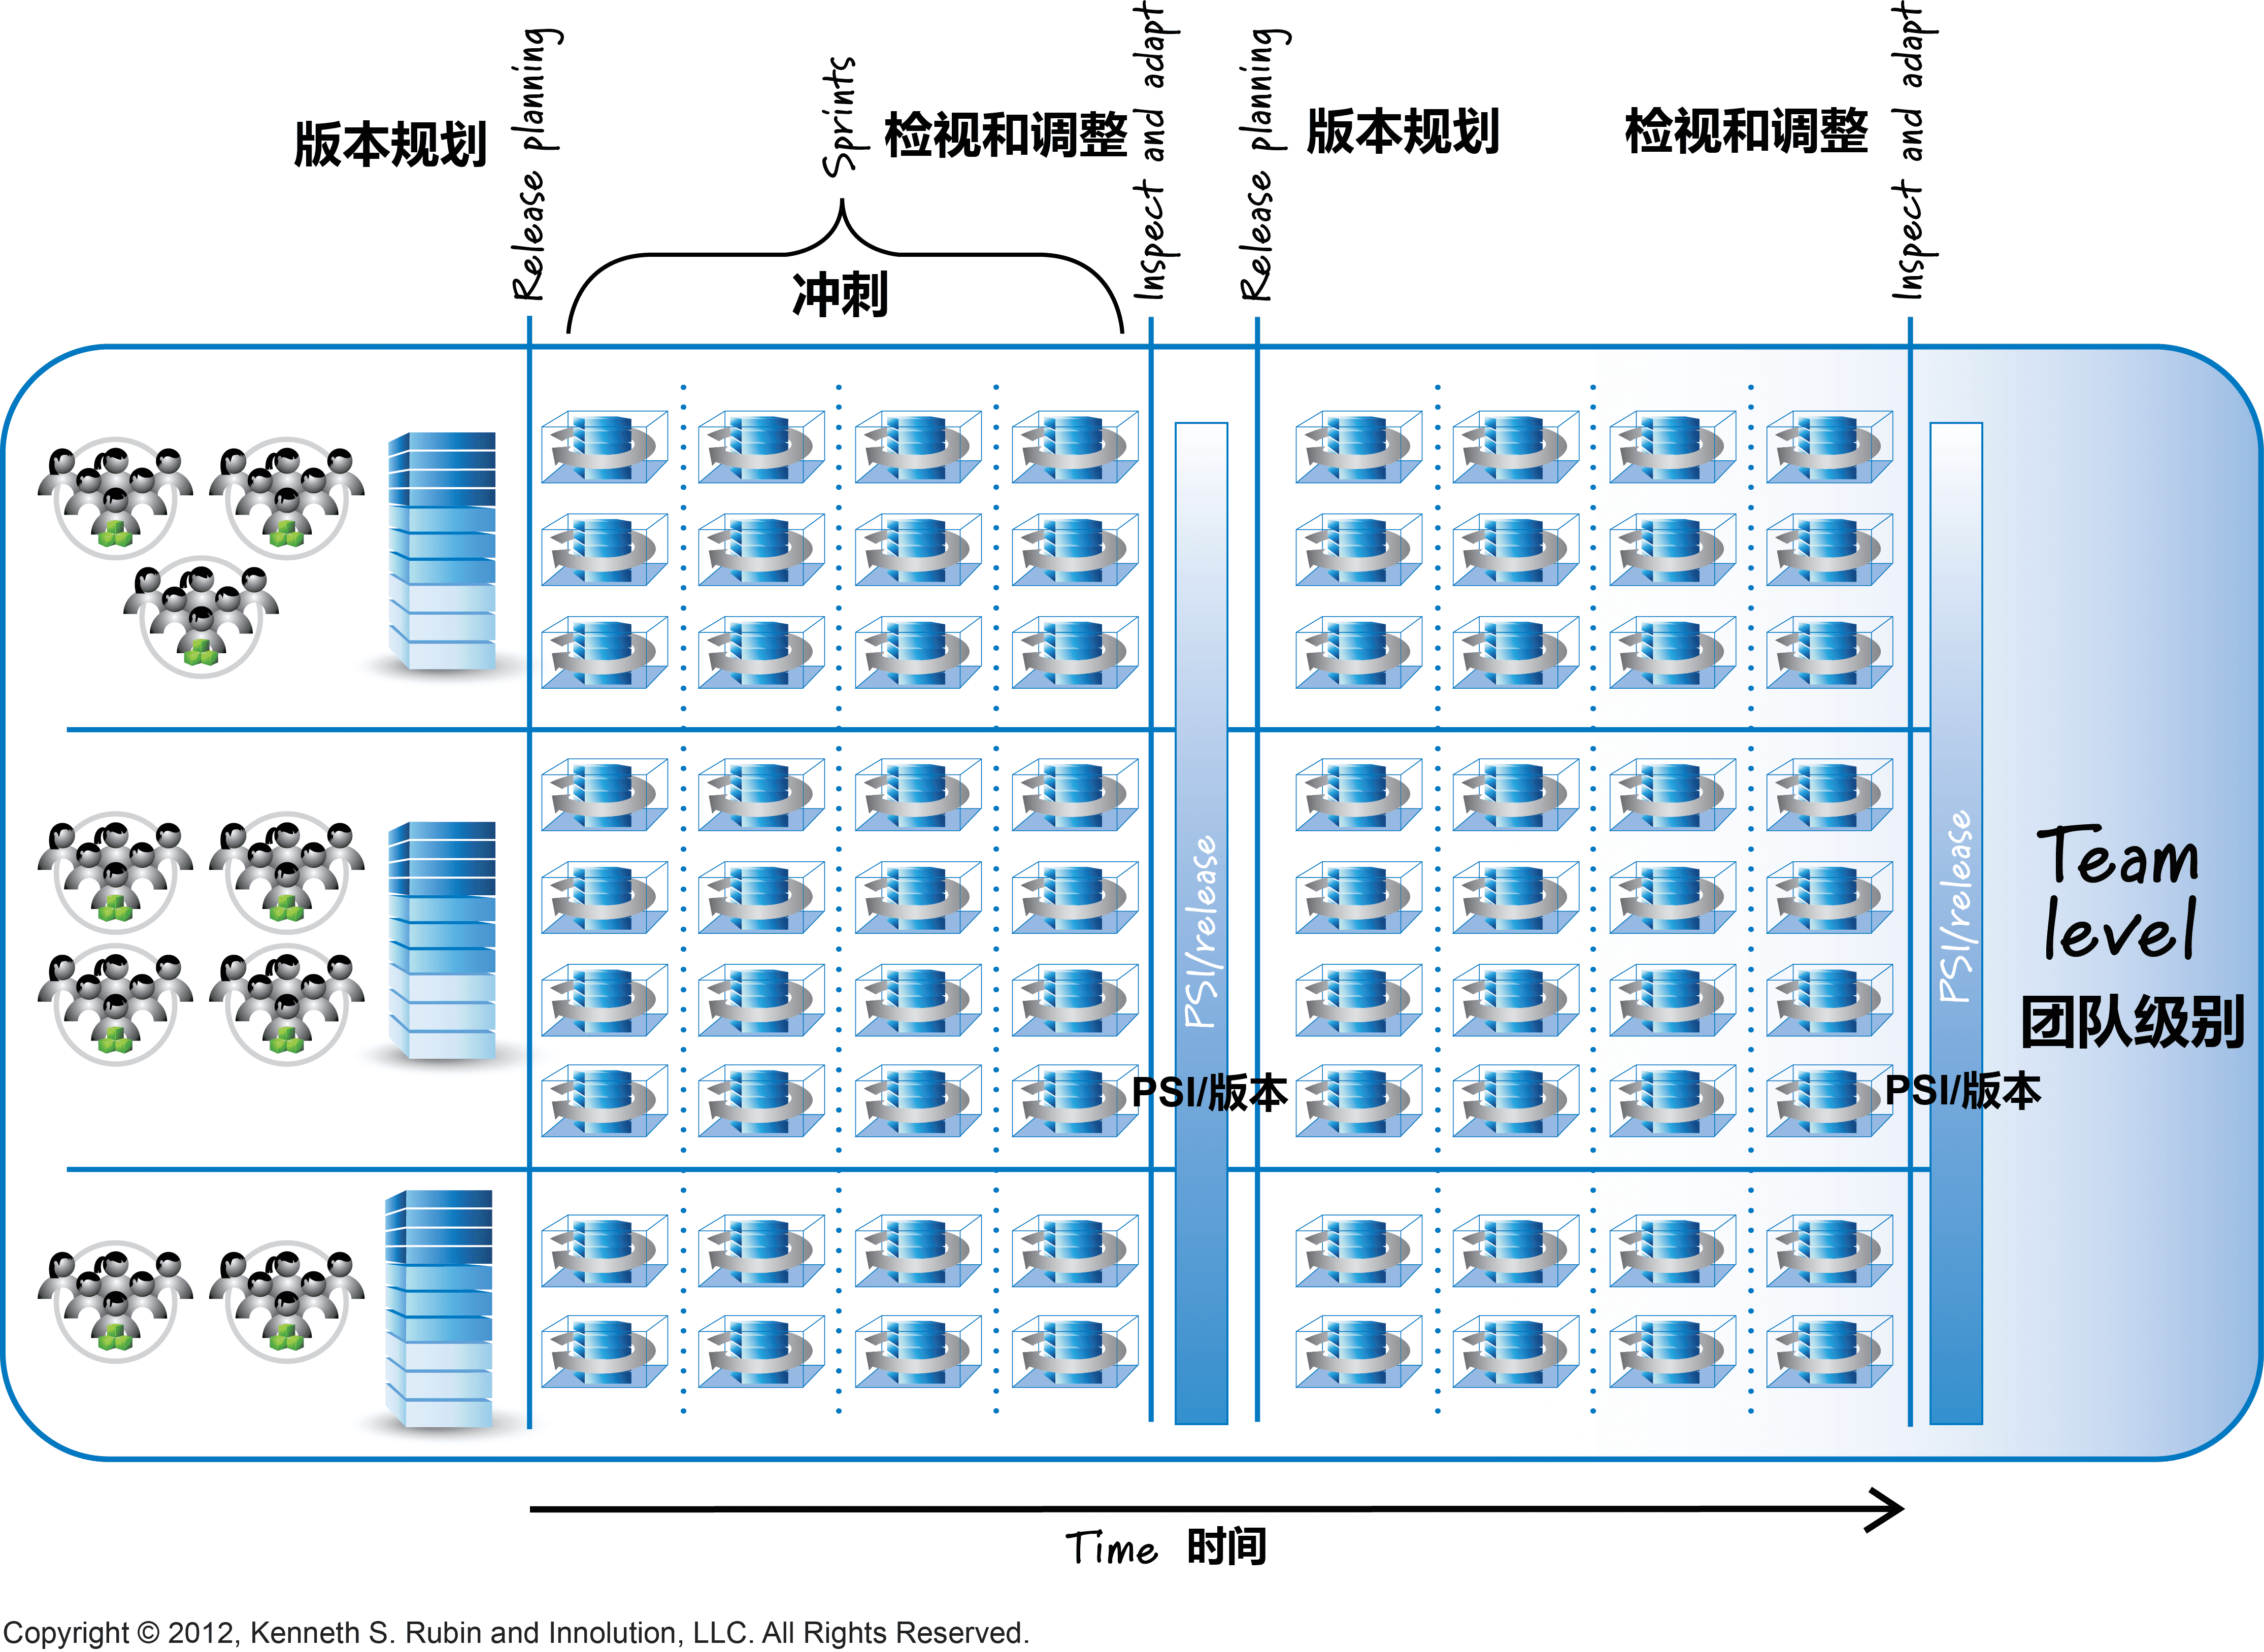 版本规划
Release planning
Sprints
检视和调整
Inspect and adapt
Release planning
版本规划
检视和调整
Inspect and adapt
冲刺
PSI/release
PSI/版本
PSI/release
PSI/版本
Team
level
团队级别
Time 时间
Copyright © 2012, Kenneth S. Rubin and Innolution, LLC. All Rights Reserved.